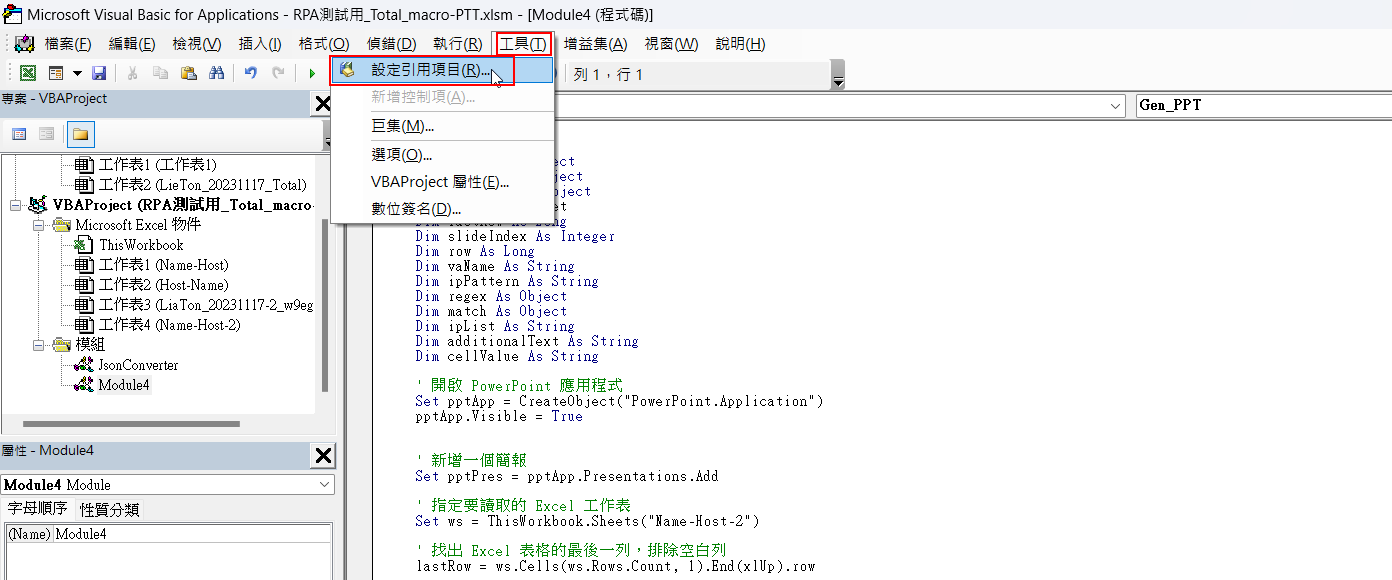 Microsoft Visual Basic for Applications - RPA測試用_Total_macro-PTT.xlsm - [Module4 (程式碼)]
檔案(F) 編輯(E) 檢視(V) 插入(I) 格式(O) 偵錯(D) 執行(R) 工具(T) 增益集(A) 視窗(W) 說明(H)
列 1，行 1
設定引用項目(R)...
新增控制項(A)...
巨集(M)...
選項(O)...
VBAProject 屬性(E)...
數位簽名(D)...
專案 - VBAProject
工作表1 (工作表1)
工作表2 (LieTon_20231117_Total)
VBAProject (RPA測試用_Total_macro-
Microsoft Excel 物件
ThisWorkbook
工作表1 (Name-Host)
工作表2 (Host-Name)
工作表3 (LiaTon_20231117-2_w9eg
工作表4 (Name-Host-2)
模組
JsonConverter
Module4
屬性 - Module4
Module4 Module
字母順序 性質分類
(Name) Module4
Gen_PPT
Dim slideIndex As Integer
Dim row As Long
Dim vaName As String
Dim ipPattern As String
Dim regex As Object
Dim match As Object
Dim ipList As String
Dim additionalText As String
Dim cellValue As String
' 開啟 PowerPoint 應用程式
Set pptApp = CreateObject("PowerPoint.Application")
pptApp.Visible = True
' 新增一個簡報
Set pptPres = pptApp.Presentations.Add
' 指定要讀取的 Excel 工作表
Set ws = ThisWorkbook.Sheets("Name-Host-2")
' 找出 Excel 表格的最後一列，排除空白列
lastRow = ws.Cells(ws.Rows.Count, 1).End(xlUp).row